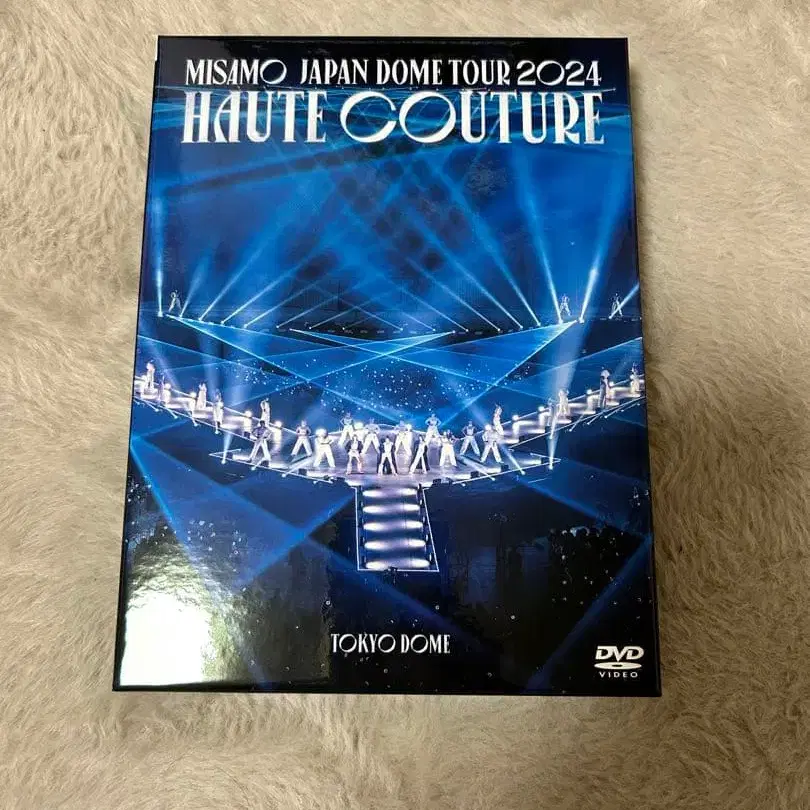 MISAMO JAPAN DOME TOUR 2024
HAUTE COUTURE
TOKYO DOME
DVD
VIDEO